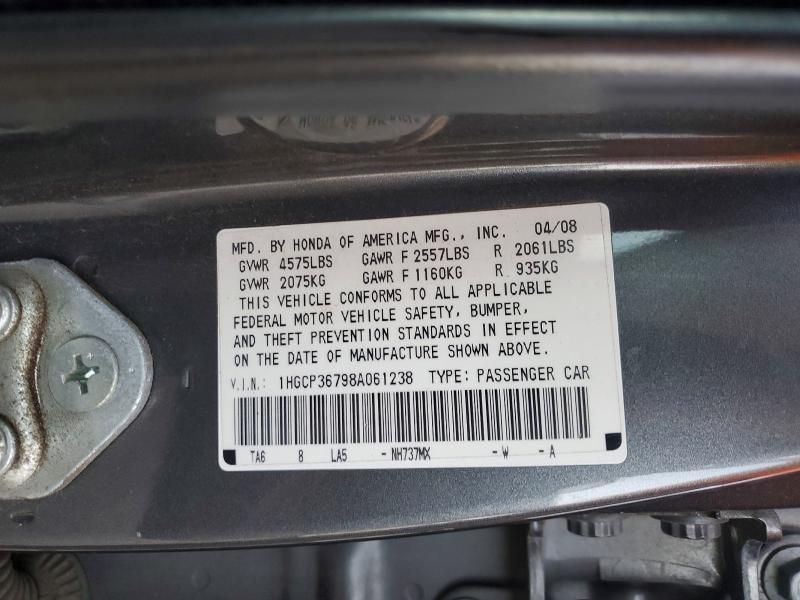 MFD. BY HONDA OF AMERICA MFG., INC. 04/08
GVWR 4575LBS GAWR F 2557LBS R 2061LBS
GVWR 2075KG GAWR F 1160KG R 935KG
THIS VEHICLE CONFORMS TO ALL APPLICABLE
FEDERAL MOTOR VEHICLE SAFETY, BUMPER,
AND THEFT PREVENTION STANDARDS IN EFFECT
ON THE DATE OF MANUFACTURE SHOWN ABOVE.
V.I.N.: 1HGCP36798A061238 TYPE: PASSENGER CAR
TA6 8 LA5 -NH737MX -W -A